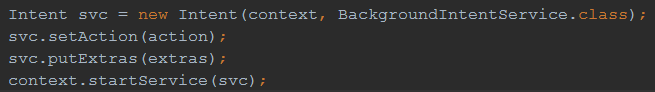 Intent svc = new Intent(context, BackgroundIntentService.class);
svc.setAction(action);
svc.putExtras(extras);
context.startService(svc);